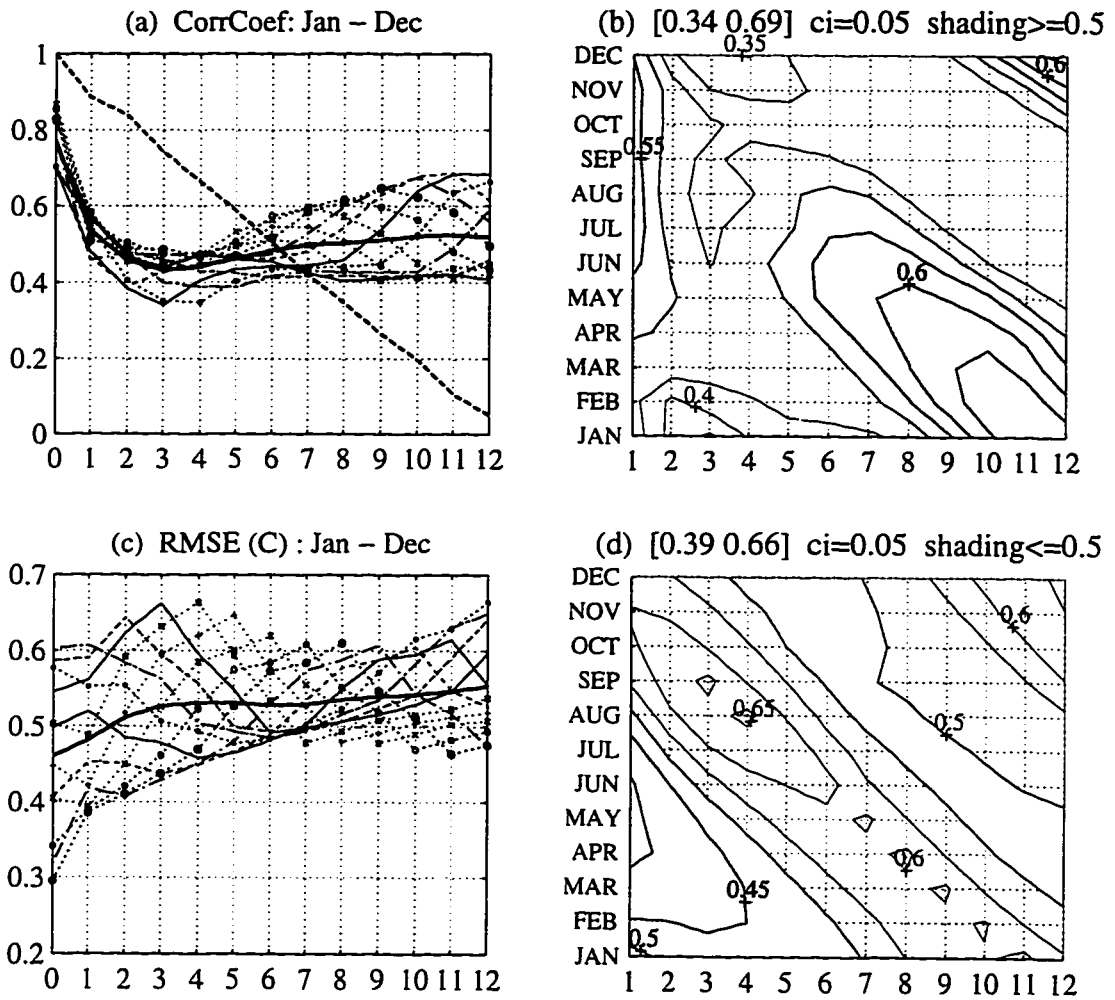 (a) CorrCoef: Jan – Dec
1
0.8
0.6
0.4
0.2
0
0 1 2 3 4 5 6 7 8 9 10 11 12
(b) [0.34 0.69] ci=0.05 shading>=0.5
DEC
NOV
OCT
SEP
AUG
JUL
JUN
MAY
APR
MAR
FEB
JAN
0.35
0.6
0.55
0.6
0.4
1 2 3 4 5 6 7 8 9 10 11 12
(c) RMSE (C) : Jan – Dec
0.7
0.6
0.5
0.4
0.3
0.2
0 1 2 3 4 5 6 7 8 9 10 11 12
(d) [0.39 0.66] ci=0.05 shading<=0.5
DEC
NOV
OCT
SEP
AUG
JUL
JUN
MAY
APR
MAR
FEB
JAN
0.6
0.65
0.5
0.6
0.45
0.5
1 2 3 4 5 6 7 8 9 10 11 12